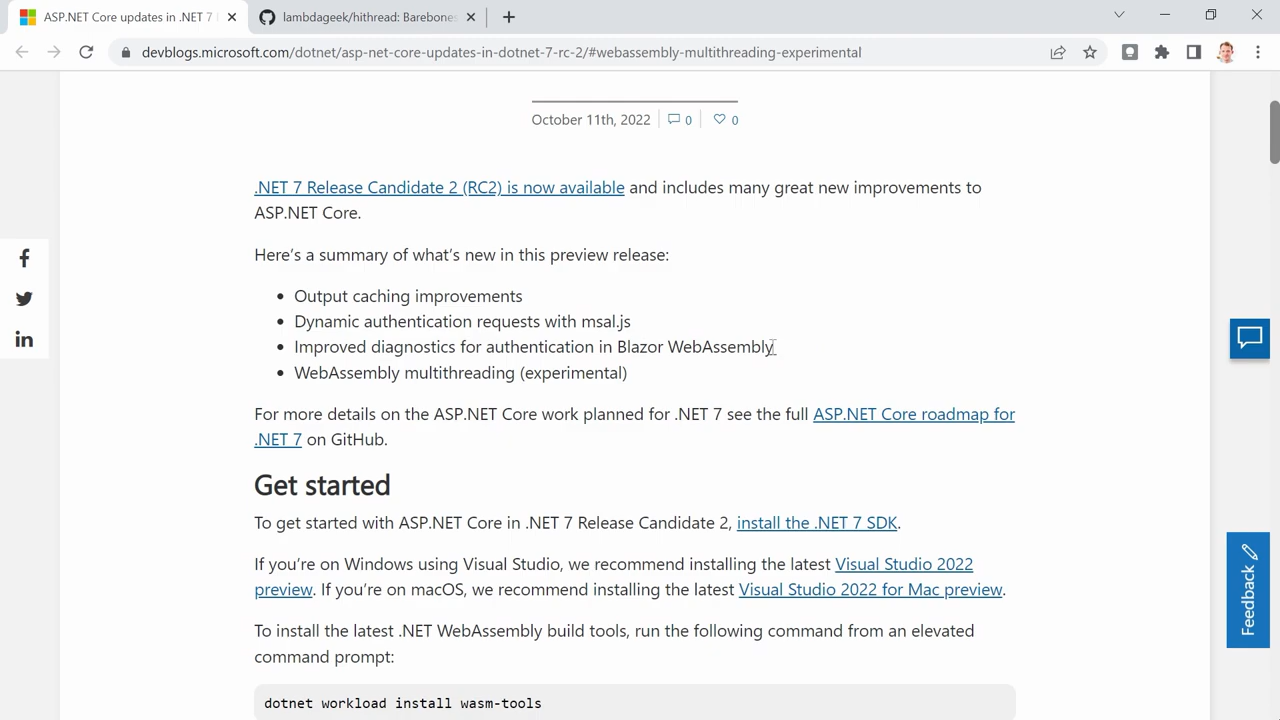 ASP.NET Core updates in .NET 7
lambdageek/hithread: Barebones
devblogs.microsoft.com/dotnet/asp-net-core-updates-in-dotnet-7-rc-2/#webassembly-multithreading-experimental
October 11th, 2022
0
0
.NET 7 Release Candidate 2 (RC2) is now available and includes many great new improvements to
ASP.NET Core.
Here's a summary of what's new in this preview release:
Output caching improvements
Dynamic authentication requests with msal.js
Improved diagnostics for authentication in Blazor WebAssembly
WebAssembly multithreading (experimental)
For more details on the ASP.NET Core work planned for .NET 7 see the full ASP.NET Core roadmap for
.NET 7 on GitHub.
Get started
To get started with ASP.NET Core in .NET 7 Release Candidate 2, install the .NET 7 SDK.
If you're on Windows using Visual Studio, we recommend installing the latest Visual Studio 2022
preview. If you're on macOS, we recommend installing the latest Visual Studio 2022 for Mac preview.
To install the latest .NET WebAssembly build tools, run the following command from an elevated
command prompt:
dotnet workload install wasm-tools
Feedback